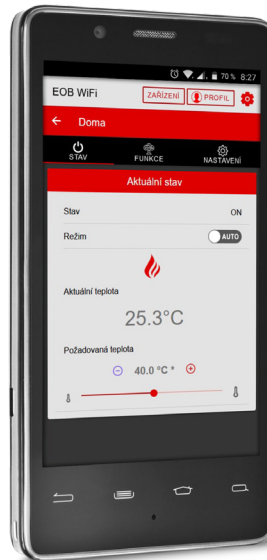 70 % 8:27
EOB WiFi ZAŘÍZENÍ PROFIL
Doma
STAV FUNKCE NASTAVENÍ
Aktuální stav
Stav ON
Režim AUTO
Aktuální teplota
25.3°C
Požadovaná teplota
40.0 °C *